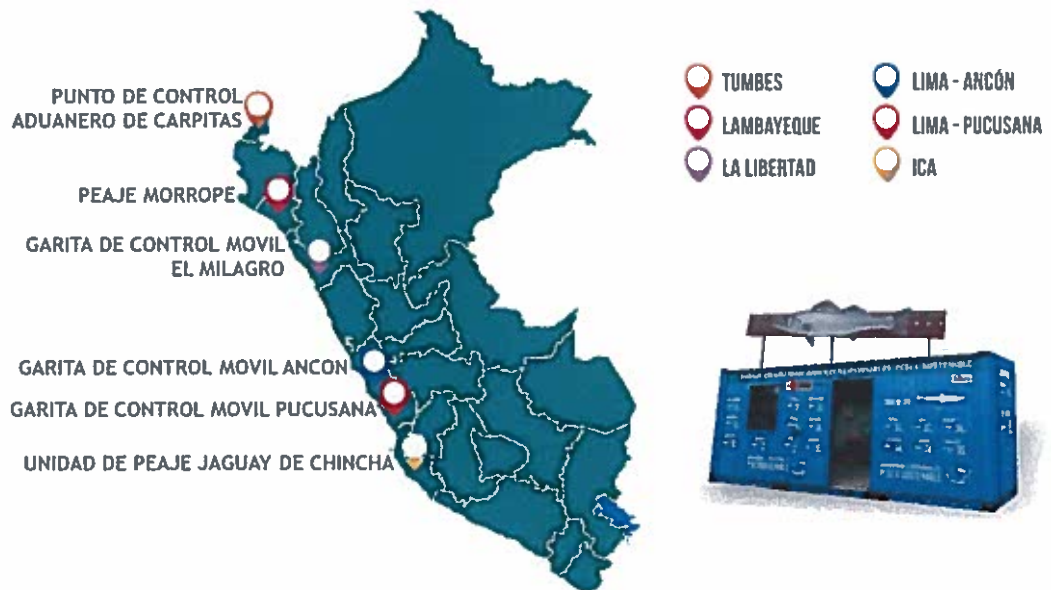 PUNTO DE CONTROL
ADUANERO DE CARPITAS
PEAJE MORROPE
GARITA DE CONTROL MOVIL
EL MILAGRO
GARITA DE CONTROL MOVIL ANCON
GARITA DE CONTROL MOVIL PUCUSANA
UNIDAD DE PEAJE JAGUAY DE CHINCHA
TUMBES
LAMBAYEQUE
LA LIBERTAD
LIMA - ANCÓN
LIMA - PUCUSANA
ICA